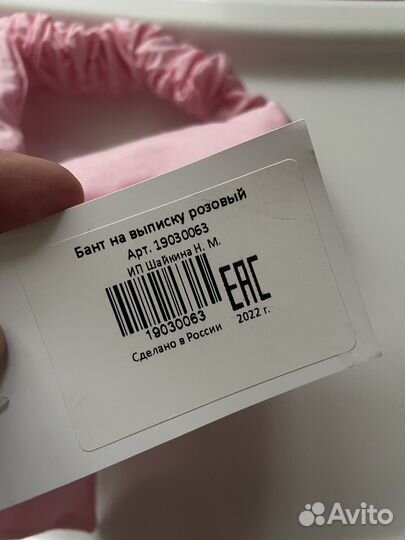 Бант на выписку розовый
Арт. 19030063
ИП Шайкина Н. М.
EAC
19030063
Сделано в России 2022 г.
Avito